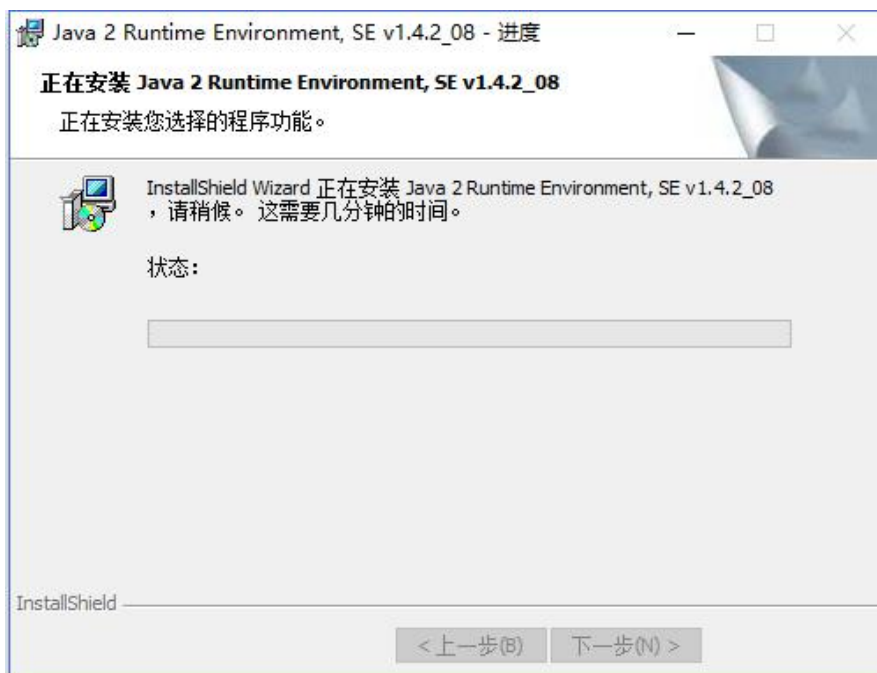 Java 2 Runtime Environment, SE v1.4.2_08 - 进度
正在安装 Java 2 Runtime Environment, SE v1.4.2_08
正在安装您选择的程序功能。
InstallShield Wizard 正在安装 Java 2 Runtime Environment, SE v1.4.2_08
，请稍候。 这需要几分钟的时间。
状态：
InstallShield
< 上一步(B)
下一步(N) >